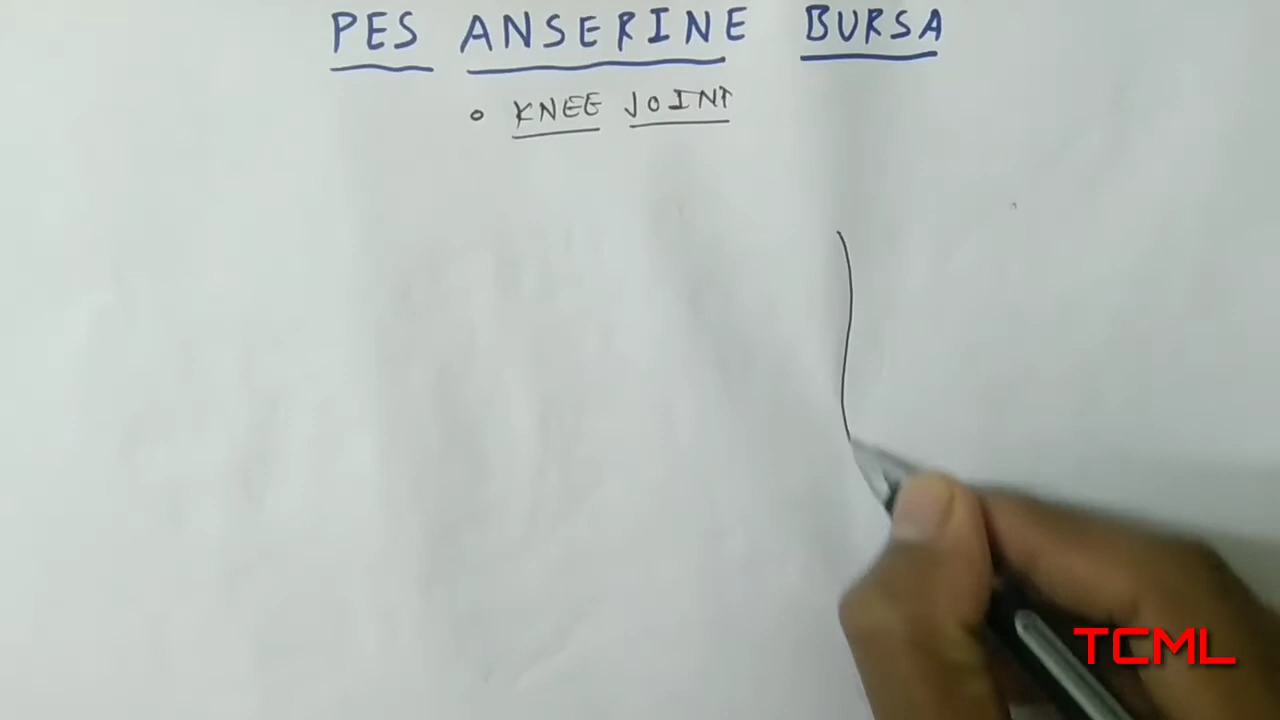 PES ANSERINE BURSA
• KNEE JOINT
TCML